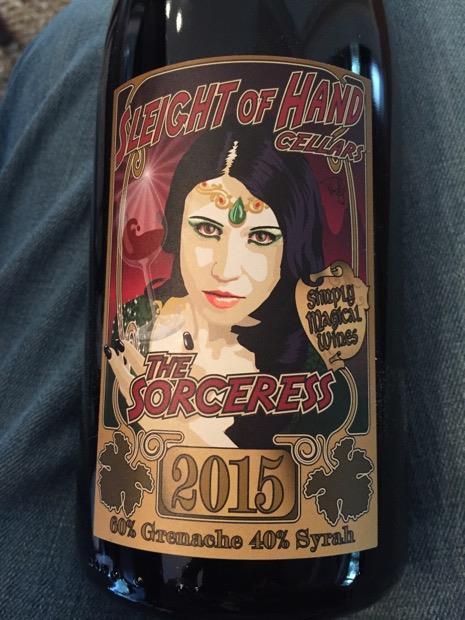 SLEIGHT OF HAND
CELLARS
Simply
Magical
Wines
THE
SORCERESS
2015
60% Grenache 40% Syrah